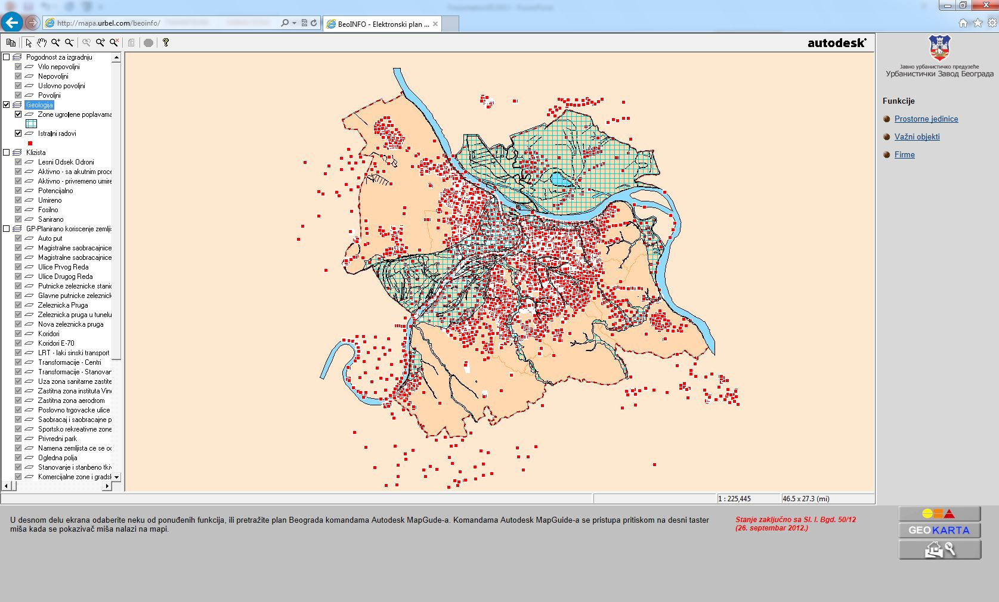 http://mapa.urbel.com/beoinfo/
BeoINFO - Elektronski plan ...
autodesk
Pogodnost za izgradnju
Vrlo nepovoljni
Nepovoljni
Uslovno povoljni
Povoljni
Geologija
Zone ugrolene poplavama
Istralni radovi
Klizista
Lesni Odsek Odroni
Aktivno - sa akutnim proce
Aktivno - privremeno umire
Potencijalno
Umireno
Fosilno
Sanirano
GP-Planirano koriscenje zemljis
Auto put
Magistralne saobracajnice
Magistralne saobracajnice
Ulice Prvog Reda
Ulice Drugog Reda
Putnicke zeleznicke stanic
Glavne putnicke zeleznick
Zeleznicka Pruga
Zeleznicka pruga u tunelu
Nova zeleznicka pruga
Koridori
Koridori E-70
LRT - laki sinski transport
Transformacije - Centri
Transformacije - Stanovar
Uza zona sanitarne zastite
Zastitna zona instituta Vinc
Zastitna zona aerodrom
Poslovno trgovacke ulice
Saobracaj i saobracajne p
Sportsko rekreativne zone
Privredni park
Namena zemljista ce se oc
Ogledna polja
Stanovanje i stanbeno tkiv
Komercijalne zone i gradsk
1 : 225,445
46.5 x 27.3 (mi)
Јавно урбанистичко предузеће
Урбанистички Завод Београда
Funkcije
Prostorne jedinice
Važni objekti
Firme
U desnom delu ekrana odaberite neku od ponuđenih funkcija, ili pretražite plan Beograda komandama Autodesk MapGude-a. Komandama Autodesk MapGuide-a se pristupa pritiskom na desni taster
miša kada se pokazivač miša nalazi na mapi.
Stanje zaključno sa Sl. l. Bgd. 50/12
(26. septembar 2012.)
GEOKARTA